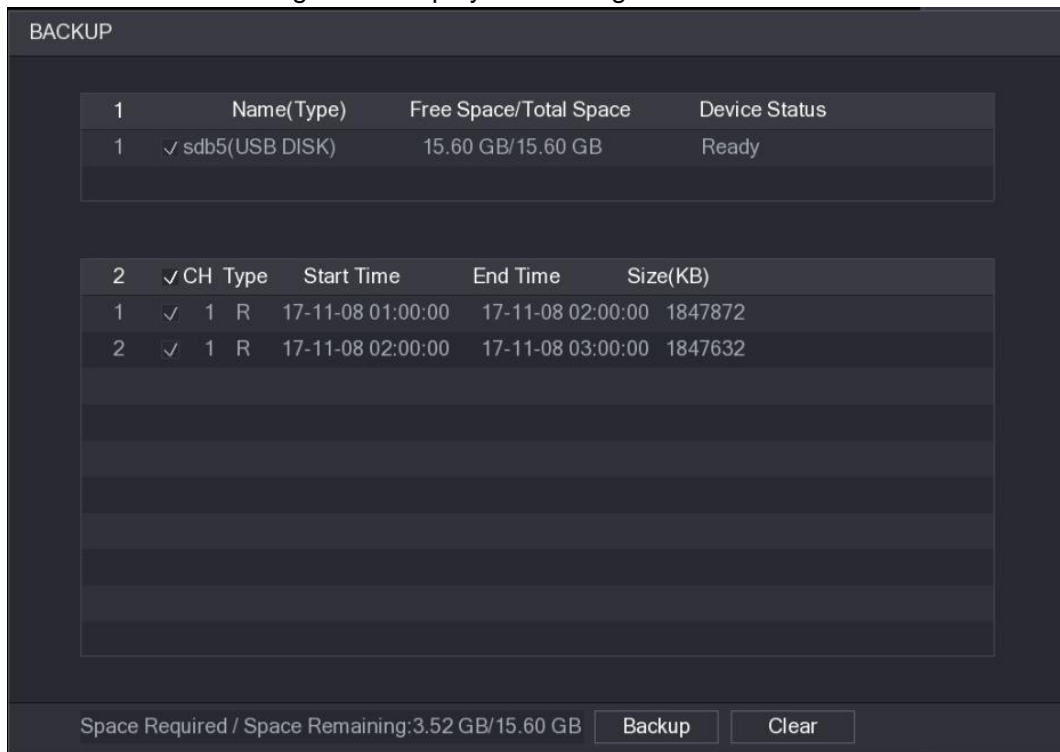 BACKUP
1 Name(Type) Free Space/Total Space Device Status
1 sdb5(USB DISK) 15.60 GB/15.60 GB Ready
2 CH Type Start Time End Time Size(KB)
1 1 R 17-11-08 01:00:00 17-11-08 02:00:00 1847872
2 1 R 17-11-08 02:00:00 17-11-08 03:00:00 1847632
Space Required / Space Remaining:3.52 GB/15.60 GB Backup Clear